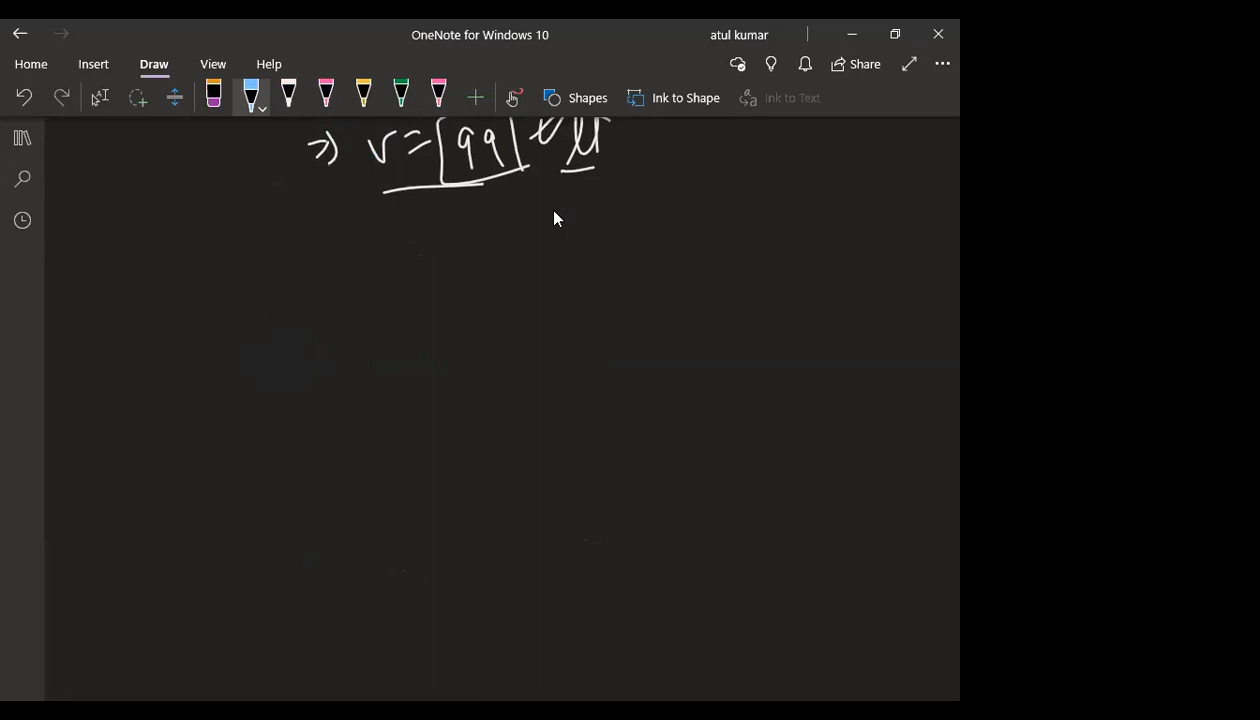 OneNote for Windows 10
atul kumar
Home Insert Draw View Help
Share
Shapes Ink to Shape Ink to Text
⇒ v = 99